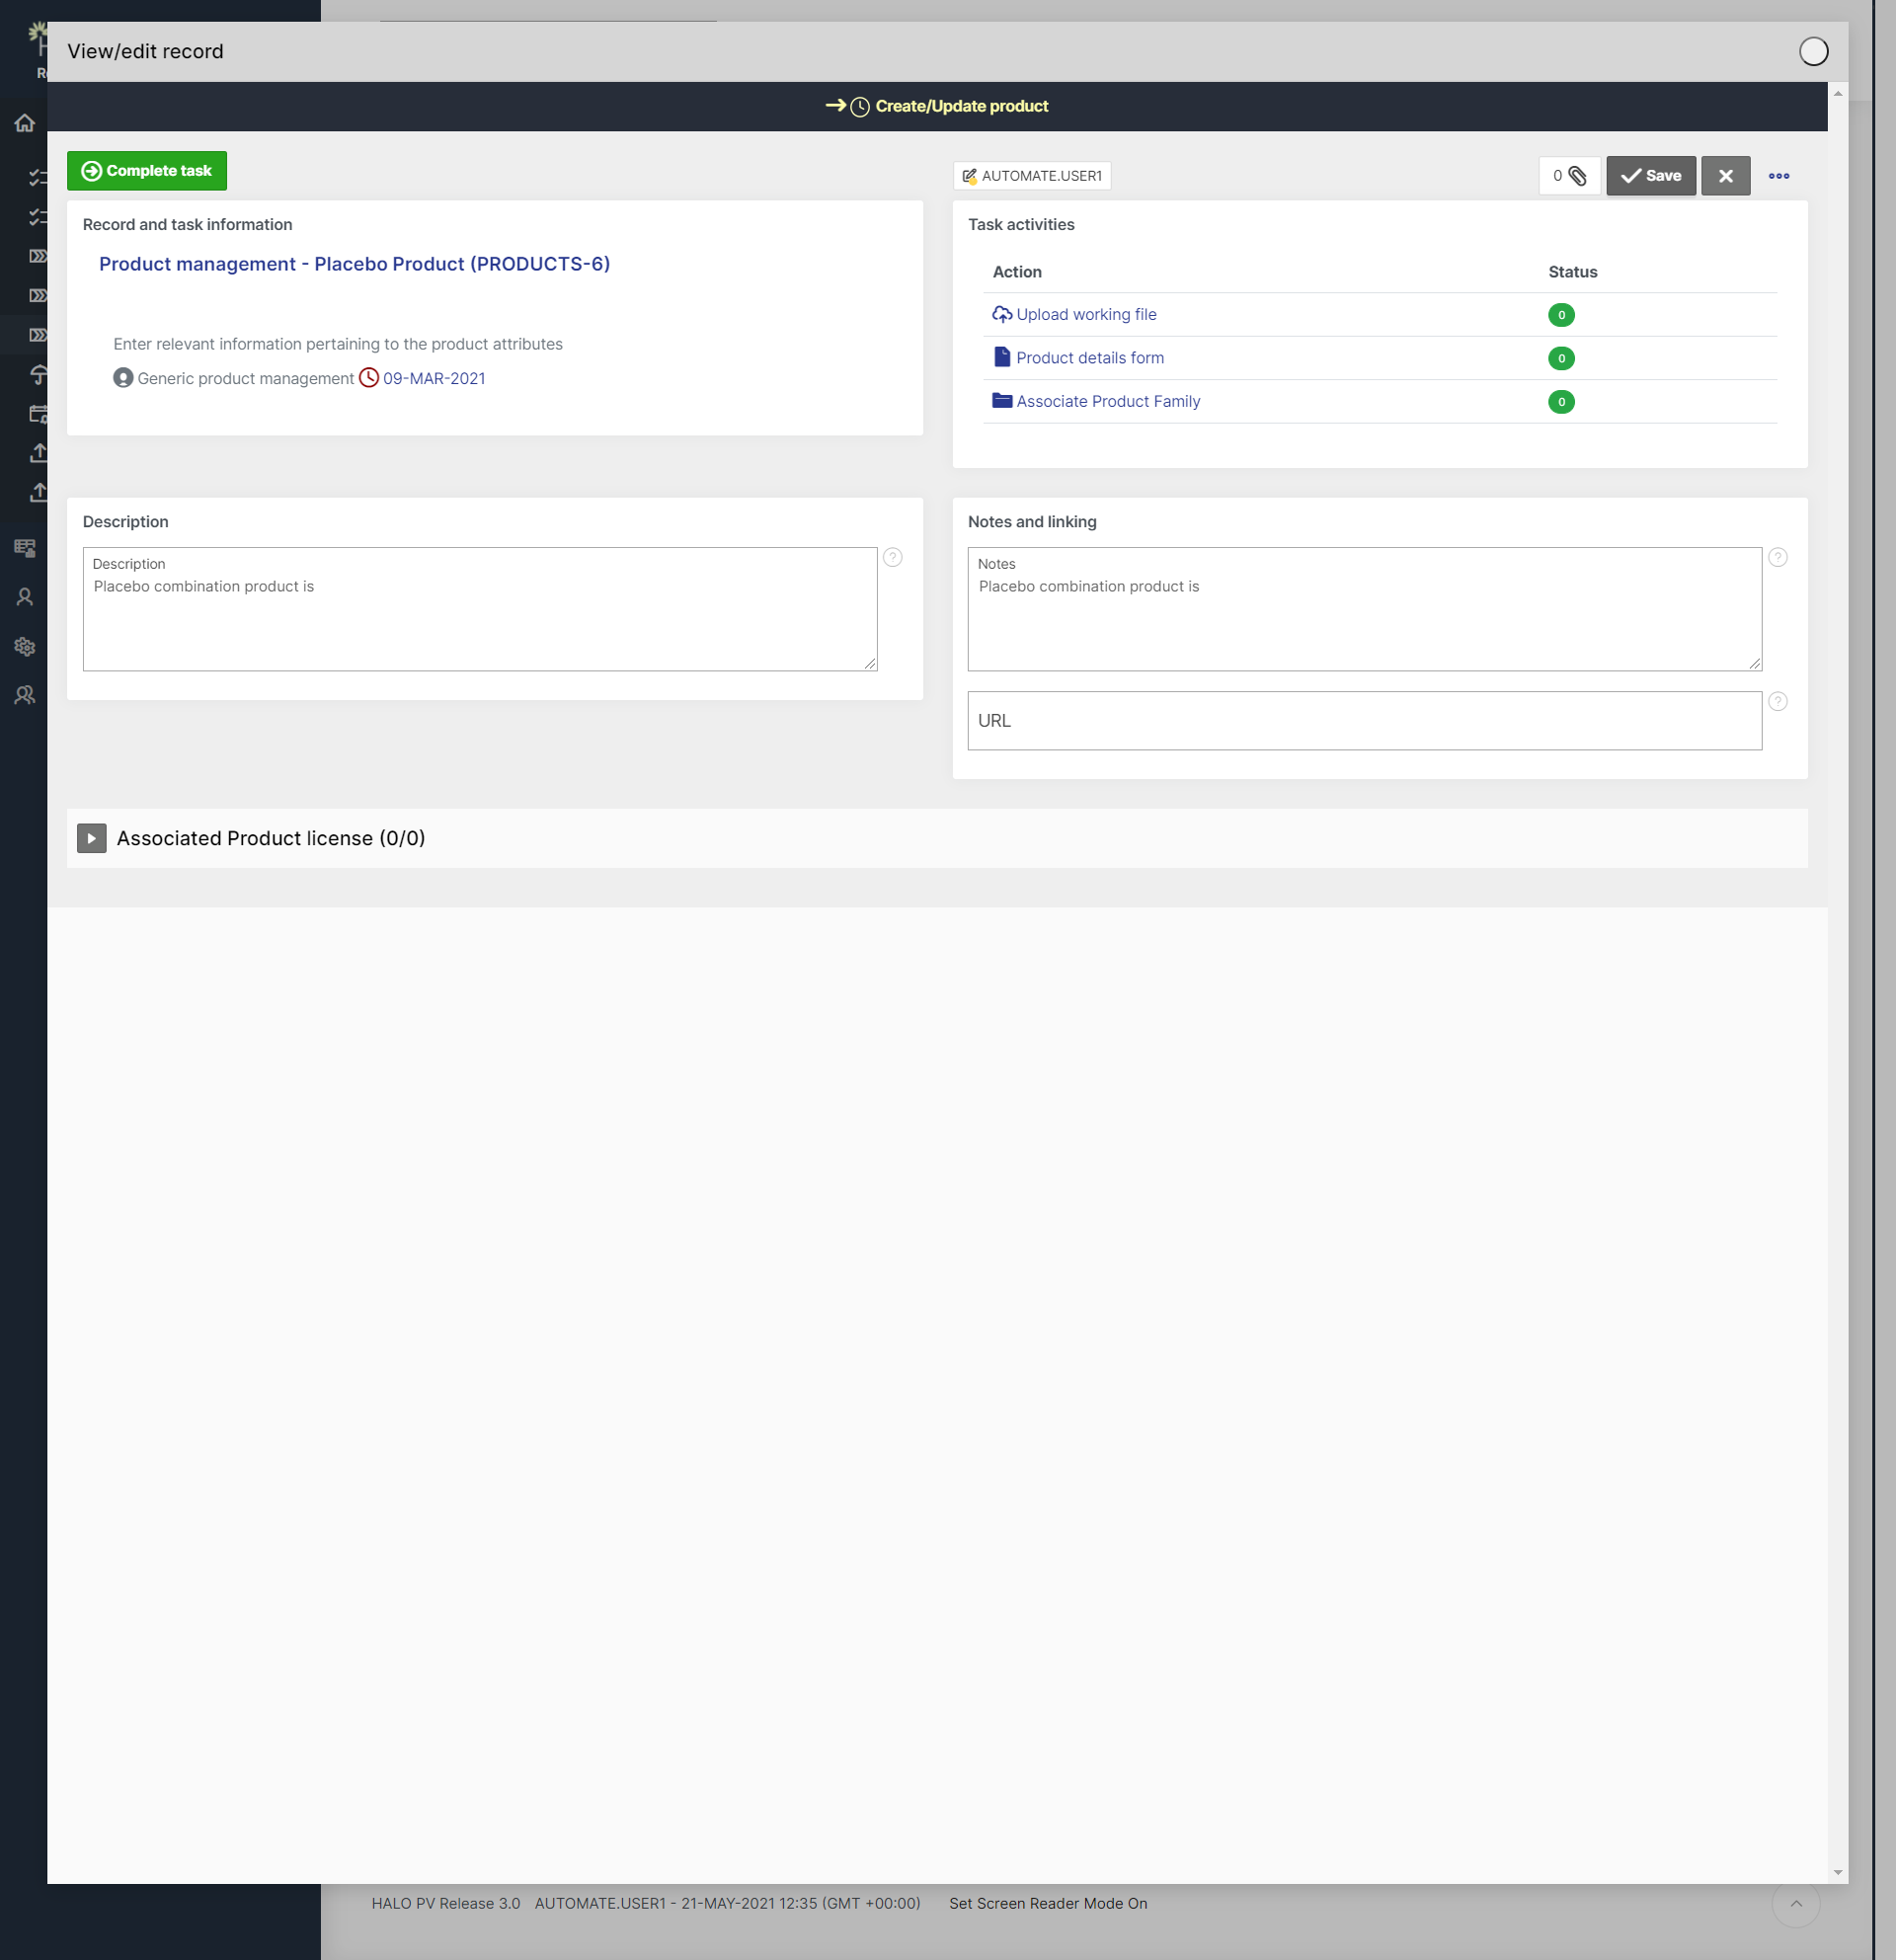 View/edit record
Create/Update product
Complete task
AUTOMATE.USER1
0
Save
Record and task information
Product management - Placebo Product (PRODUCTS-6)
Enter relevant information pertaining to the product attributes
Generic product management 09-MAR-2021
Task activities
Action Status
Upload working file 0
Product details form 0
Associate Product Family 0
Description
Description
Placebo combination product is
Notes and linking
Notes
Placebo combination product is
URL
Associated Product license (0/0)
HALO PV Release 3.0 AUTOMATE.USER1 - 21-MAY-2021 12:35 (GMT +00:00) Set Screen Reader Mode On